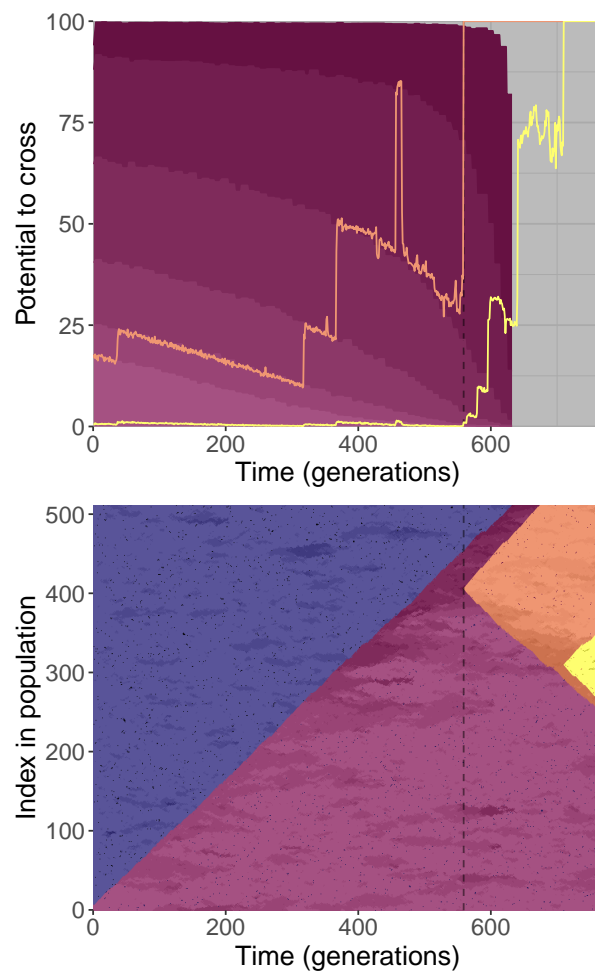 100
75
50
25
0
Potential to cross
0 200 400 600
Time (generations)
500
400
300
200
100
0
Index in population
0 200 400 600
Time (generations)